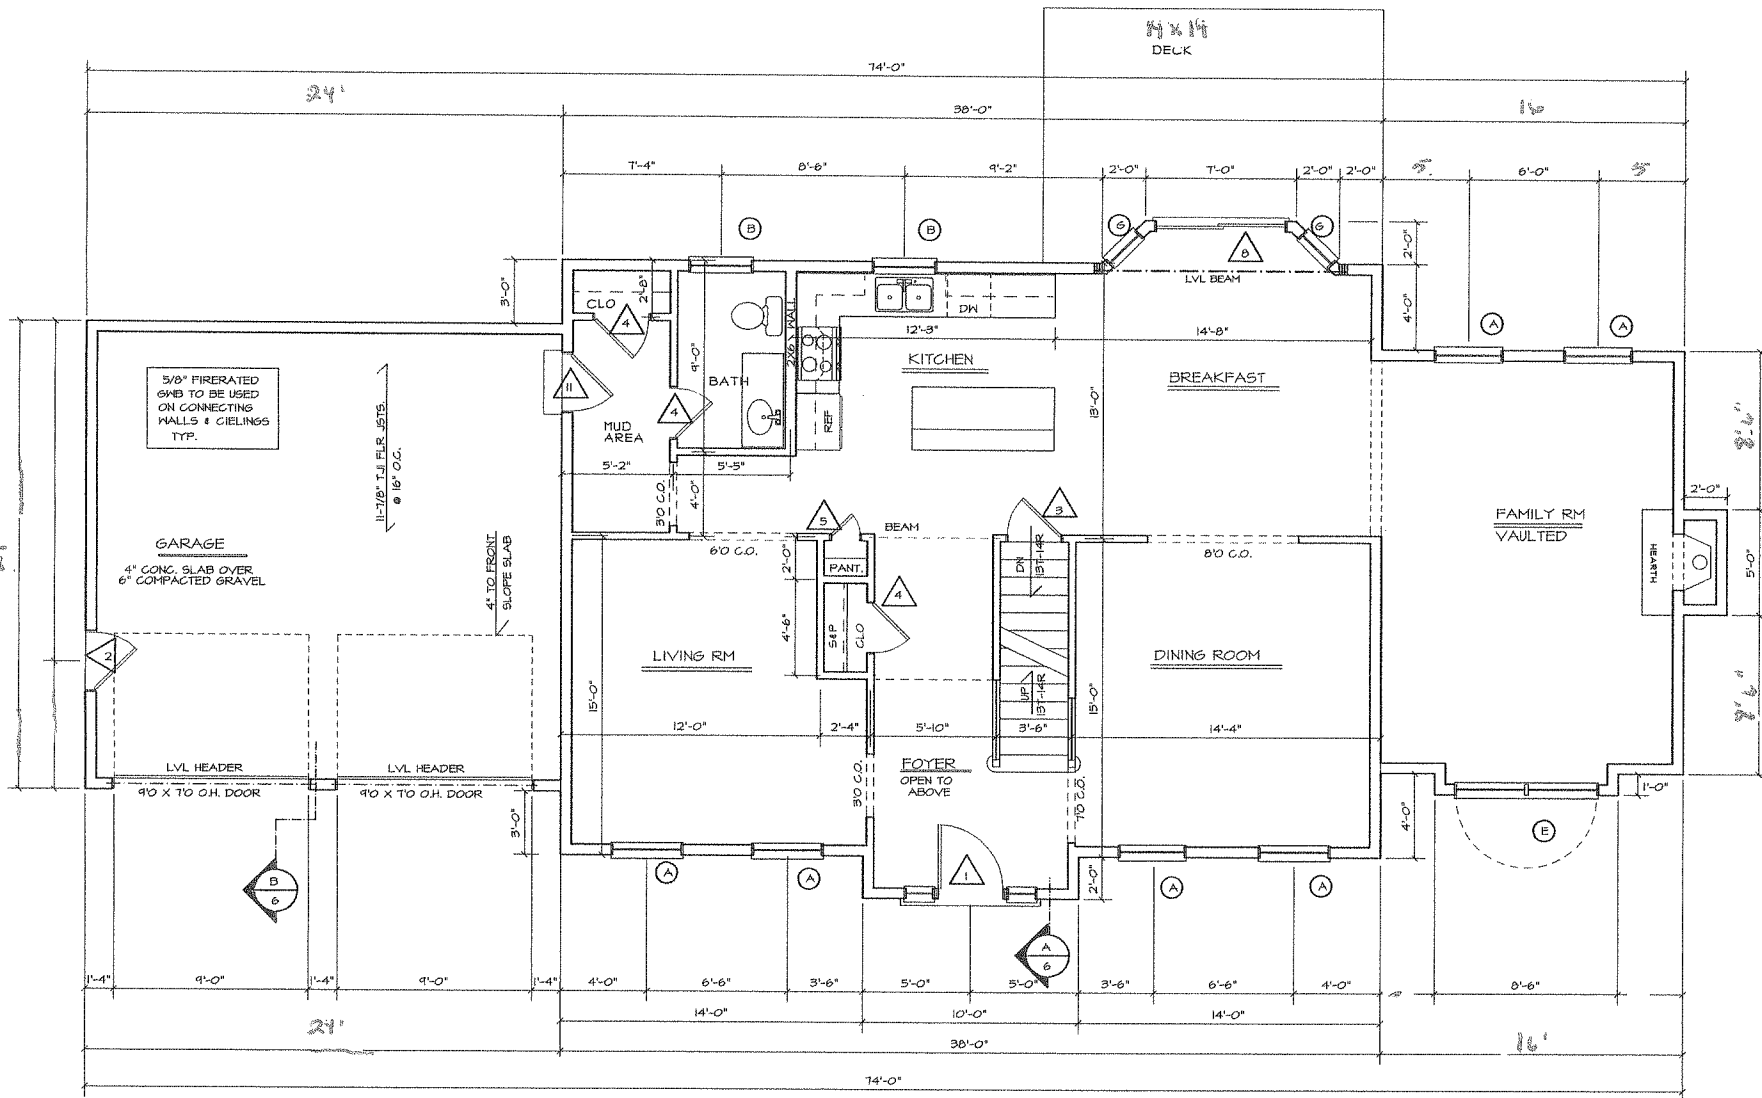 14 x 14
DECK
74'-0"
24'
38'-0"
16
7'-4"
8'-6"
9'-2"
2'-0"
7'-0"
2'-0"
2'-0"
5
6'-0"
5
B
B
G
G
8
2'-0"
LVL BEAM
3'-0"
CLO
2'-8"
4
DW
2X6 WALL
12'-3"
14'-8"
4'-0"
A
A
KITCHEN
BREAKFAST
5/8" FIRERATED
GWB TO BE USED
ON CONNECTING
WALLS & CIELINGS
TYP.
11-7/8" TJI FLR JSTS.
@ 16" O.C.
11
9'-0"
BATH
4
MUD
AREA
REF
13'-0"
8'-6"
5'-2"
5'-5"
3'0 C.O.
4'-0"
2'-0"
5
BEAM
3
FAMILY RM
VAULTED
GARAGE
4" CONC. SLAB OVER
6" COMPACTED GRAVEL
4" TO FRONT
SLOPE SLAB
6'0 C.O.
2'-0"
PANT.
DN
13T-14R
8'0 C.O.
HEARTH
5'-0"
4
4'-6"
S&P
CLO
2
LIVING RM
DINING ROOM
UP
13T-14R
15'-0"
15'-0"
8'-6"
12'-0"
2'-4"
5'-10"
3'-6"
14'-4"
LVL HEADER
LVL HEADER
9'0 X 7'0 O.H. DOOR
9'0 X 7'0 O.H. DOOR
FOYER
OPEN TO
ABOVE
3'0 C.O.
7'0 C.O.
1'-0"
3'-0"
4'-0"
E
A
A
1
2'-0"
A
A
B
6
A
6
1'-4"
9'-0"
1'-4"
9'-0"
1'-4"
4'-0"
6'-6"
3'-6"
5'-0"
5'-0"
3'-6"
6'-6"
4'-0"
8'-6"
14'-0"
10'-0"
14'-0"
24'
38'-0"
16'
74'-0"